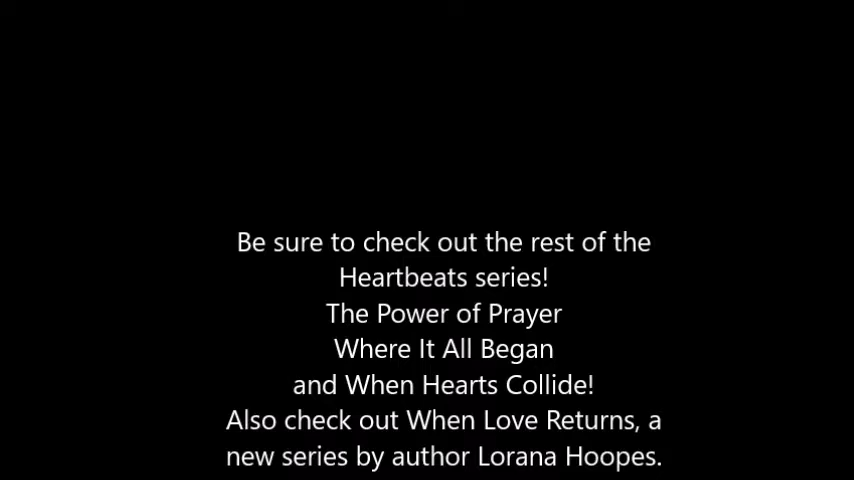 Be sure to check out the rest of the
Heartbeats series!
The Power of Prayer
Where It All Began
and When Hearts Collide!
Also check out When Love Returns, a
new series by author Lorana Hoopes.